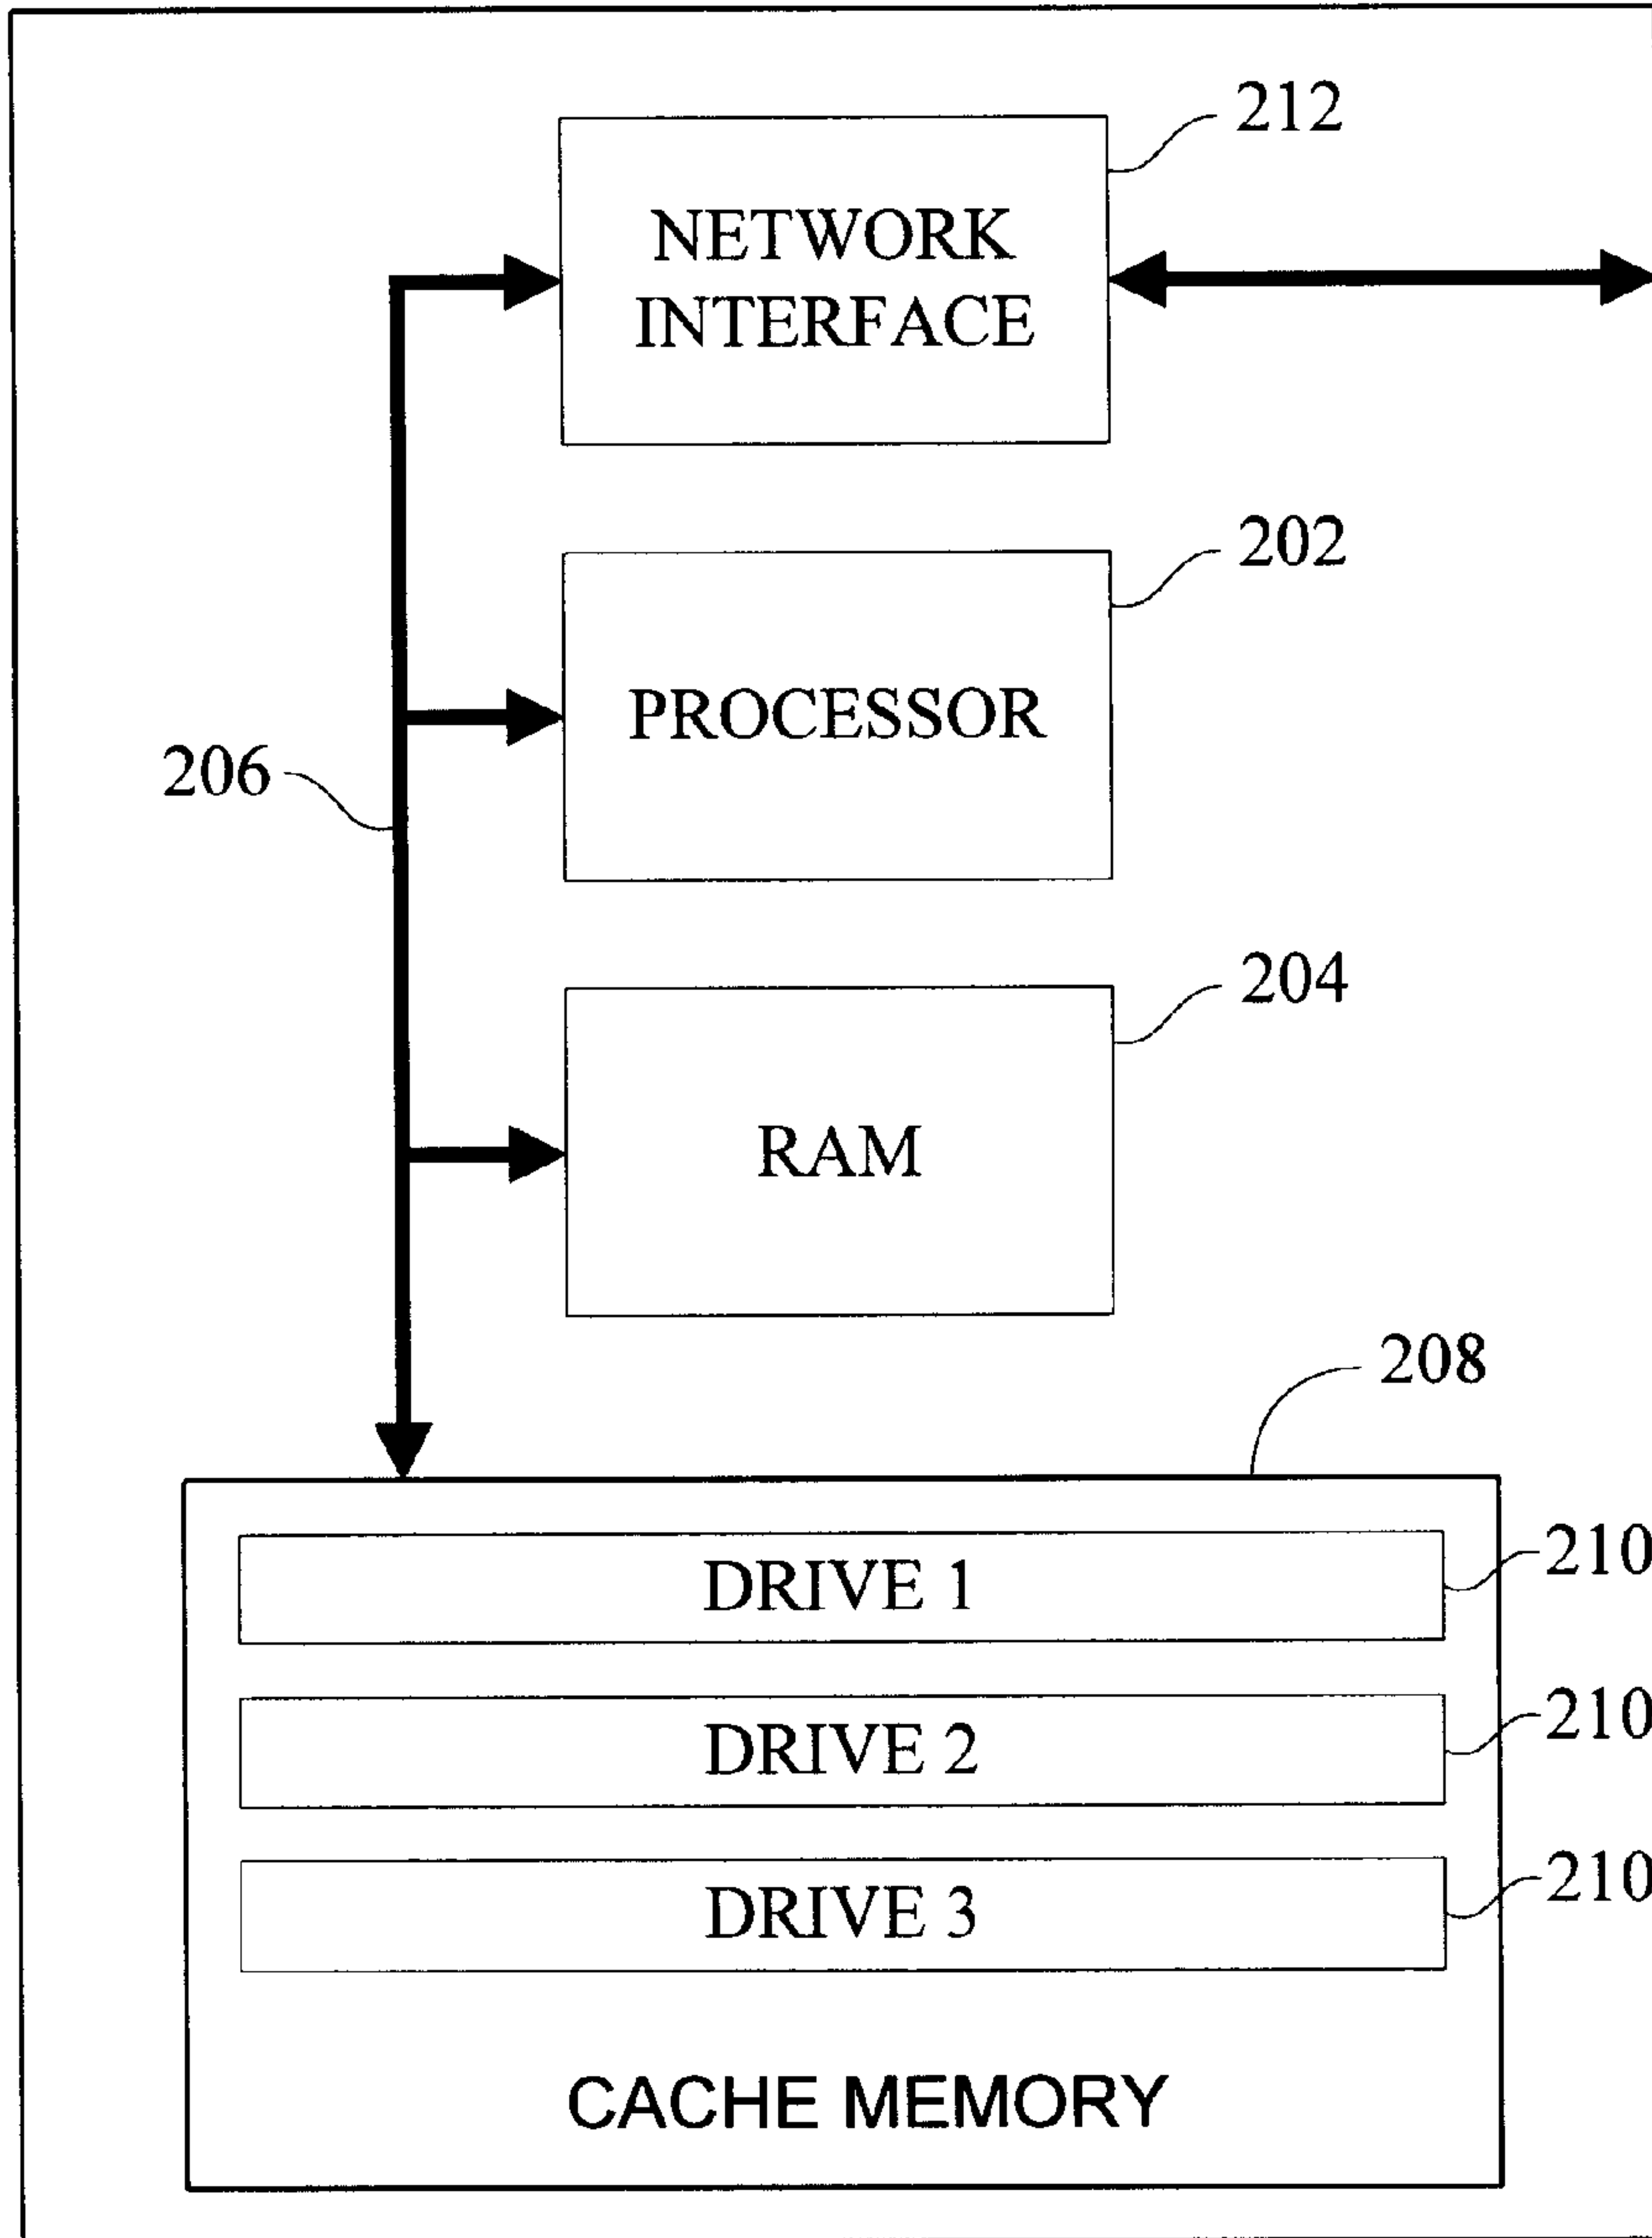 212
NETWORK
INTERFACE
202
PROCESSOR
206
204
RAM
208
210
DRIVE 1
210
DRIVE 2
210
DRIVE 3
CACHE MEMORY